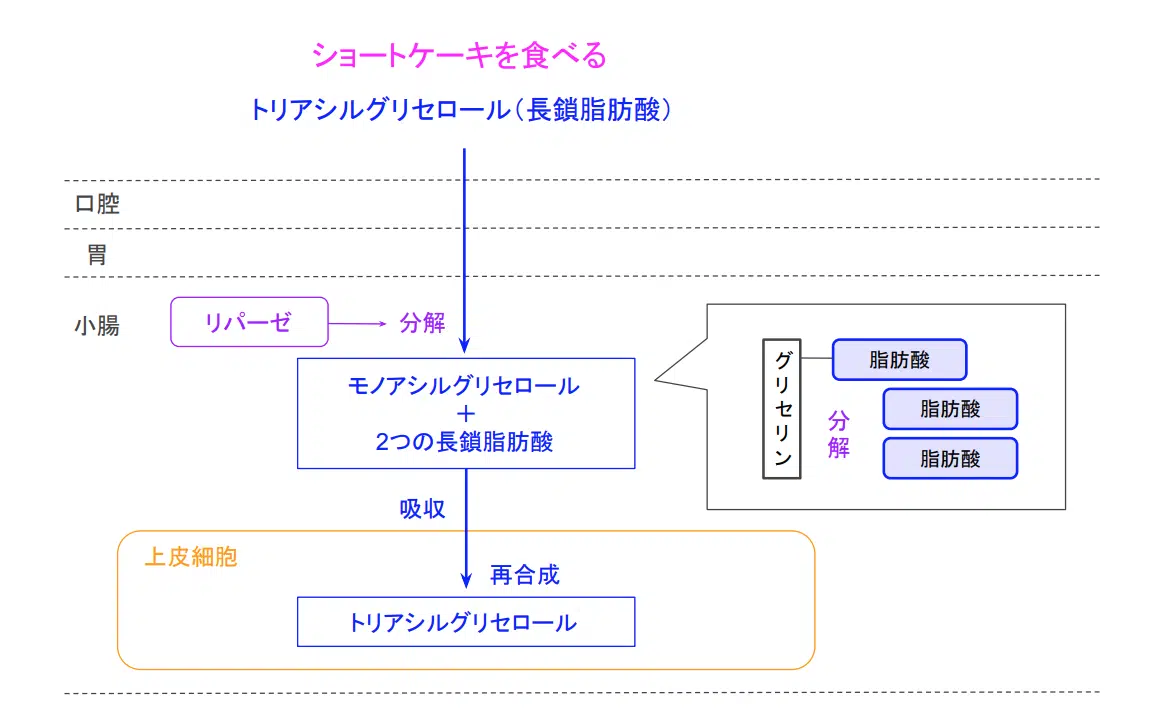 ショートケーキを食べる
トリアシルグリセロール（長鎖脂肪酸）
口腔
胃
小腸
リパーゼ
分解
モノアシルグリセロール
＋
2つの長鎖脂肪酸
グリセリン
脂肪酸
脂肪酸
脂肪酸
分解
吸収
上皮細胞
再合成
トリアシルグリセロール